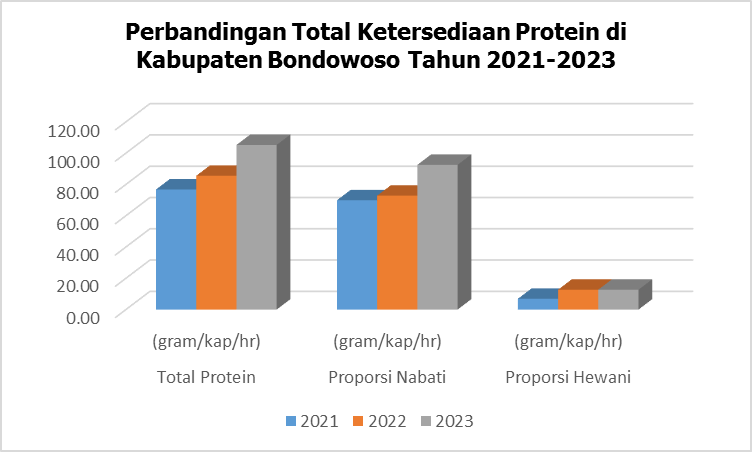 Perbandingan Total Ketersediaan Protein di
Kabupaten Bondowoso Tahun 2021-2023
120.00
100.00
80.00
60.00
40.00
20.00
0.00
(gram/kap/hr) (gram/kap/hr) (gram/kap/hr)
Total Protein Proporsi Nabati Proporsi Hewani
2021 2022 2023